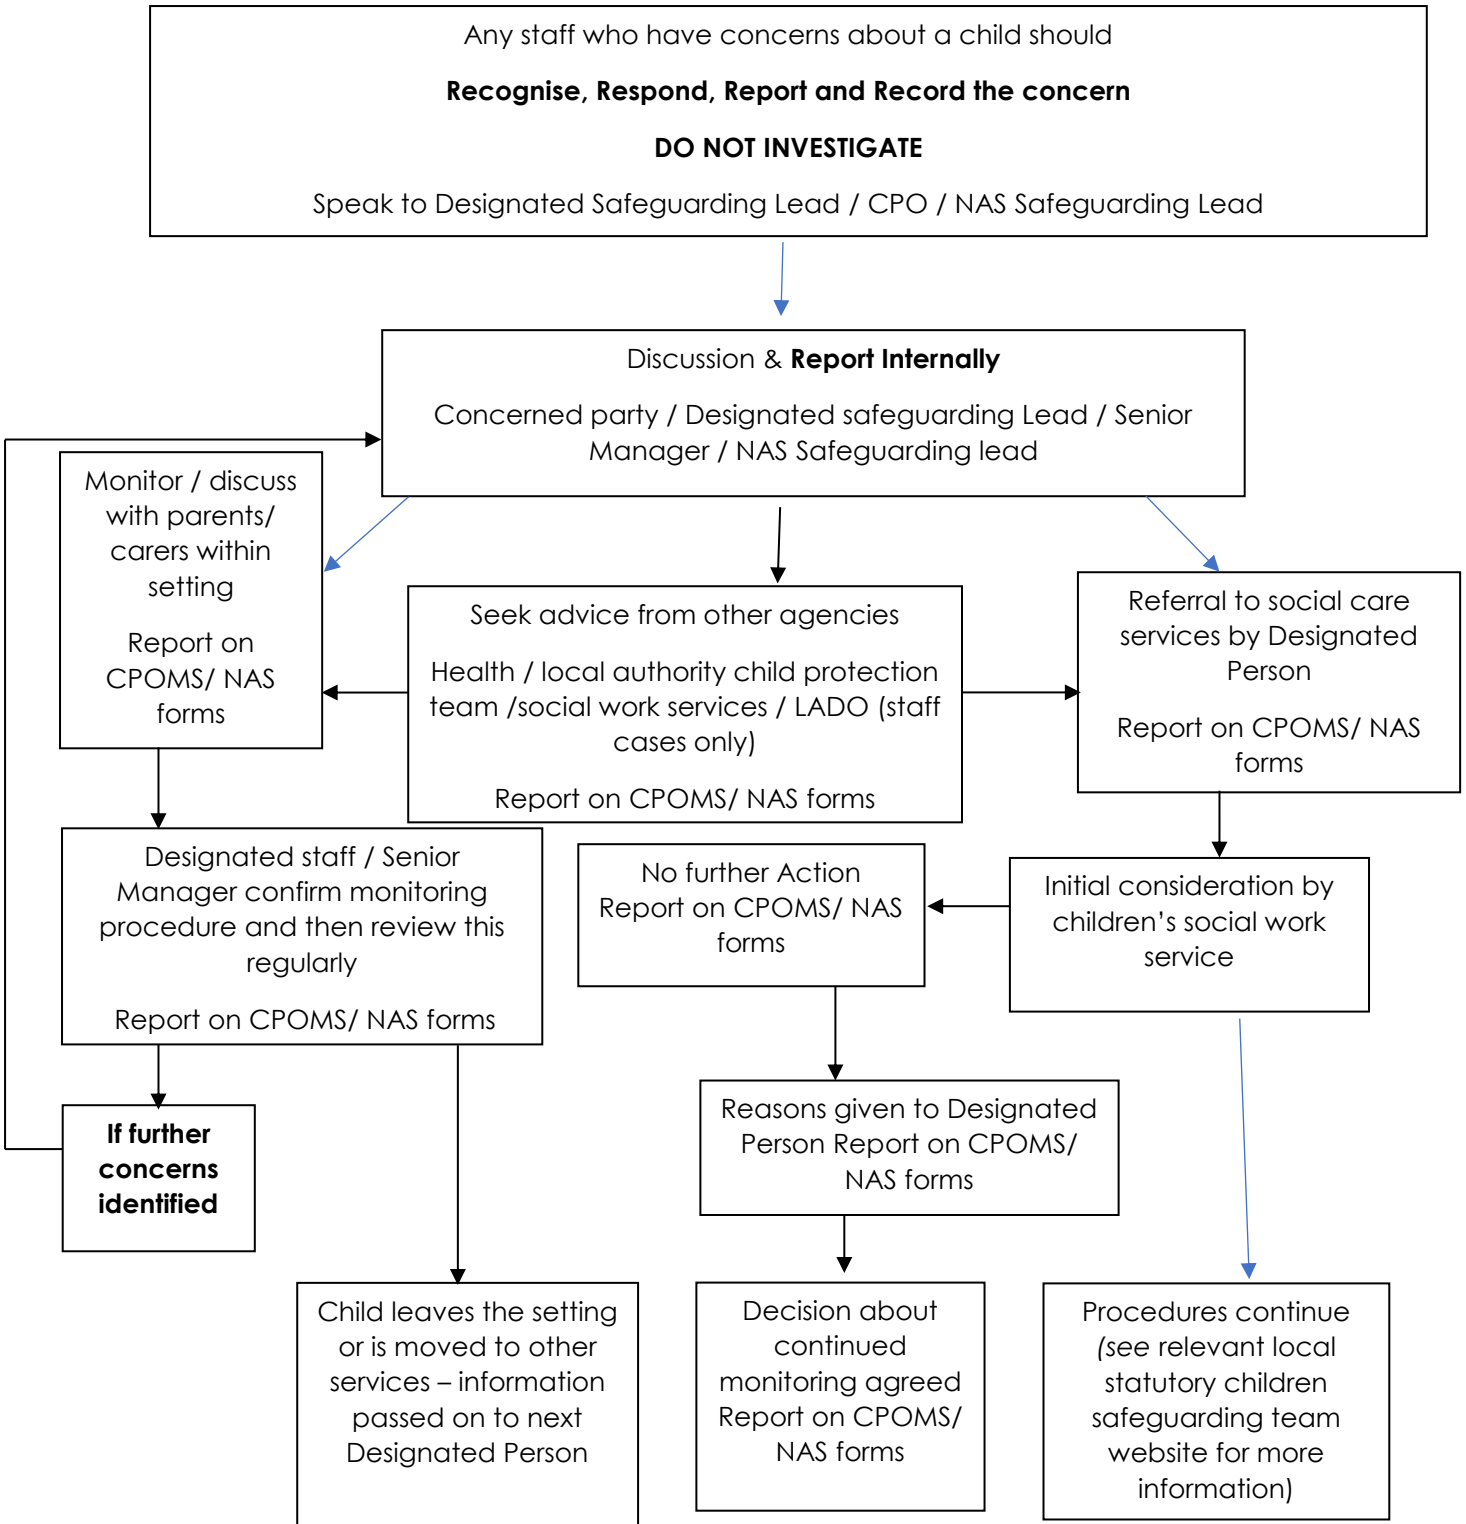 Any staff who have concerns about a child should
Recognise, Respond, Report and Record the concern
DO NOT INVESTIGATE
Speak to Designated Safeguarding Lead / CPO / NAS Safeguarding Lead
Discussion & Report Internally
Concerned party / Designated safeguarding Lead / Senior
Manager / NAS Safeguarding lead
Monitor / discuss
with parents/
carers within
setting
Report on
CPOMS/ NAS
forms
Seek advice from other agencies
Health / local authority child protection
team /social work services / LADO (staff
cases only)
Report on CPOMS/ NAS forms
Referral to social care
services by Designated
Person
Report on CPOMS/ NAS
forms
Designated staff / Senior
Manager confirm monitoring
procedure and then review this
regularly
Report on CPOMS/ NAS forms
No further Action
Report on CPOMS/ NAS
forms
Initial consideration by
children’s social work
service
If further
concerns
identified
Reasons given to Designated
Person Report on CPOMS/
NAS forms
Child leaves the setting
or is moved to other
services – information
passed on to next
Designated Person
Decision about
continued
monitoring agreed
Report on CPOMS/
NAS forms
Procedures continue
(see relevant local
statutory children
safeguarding team
website for more
information)